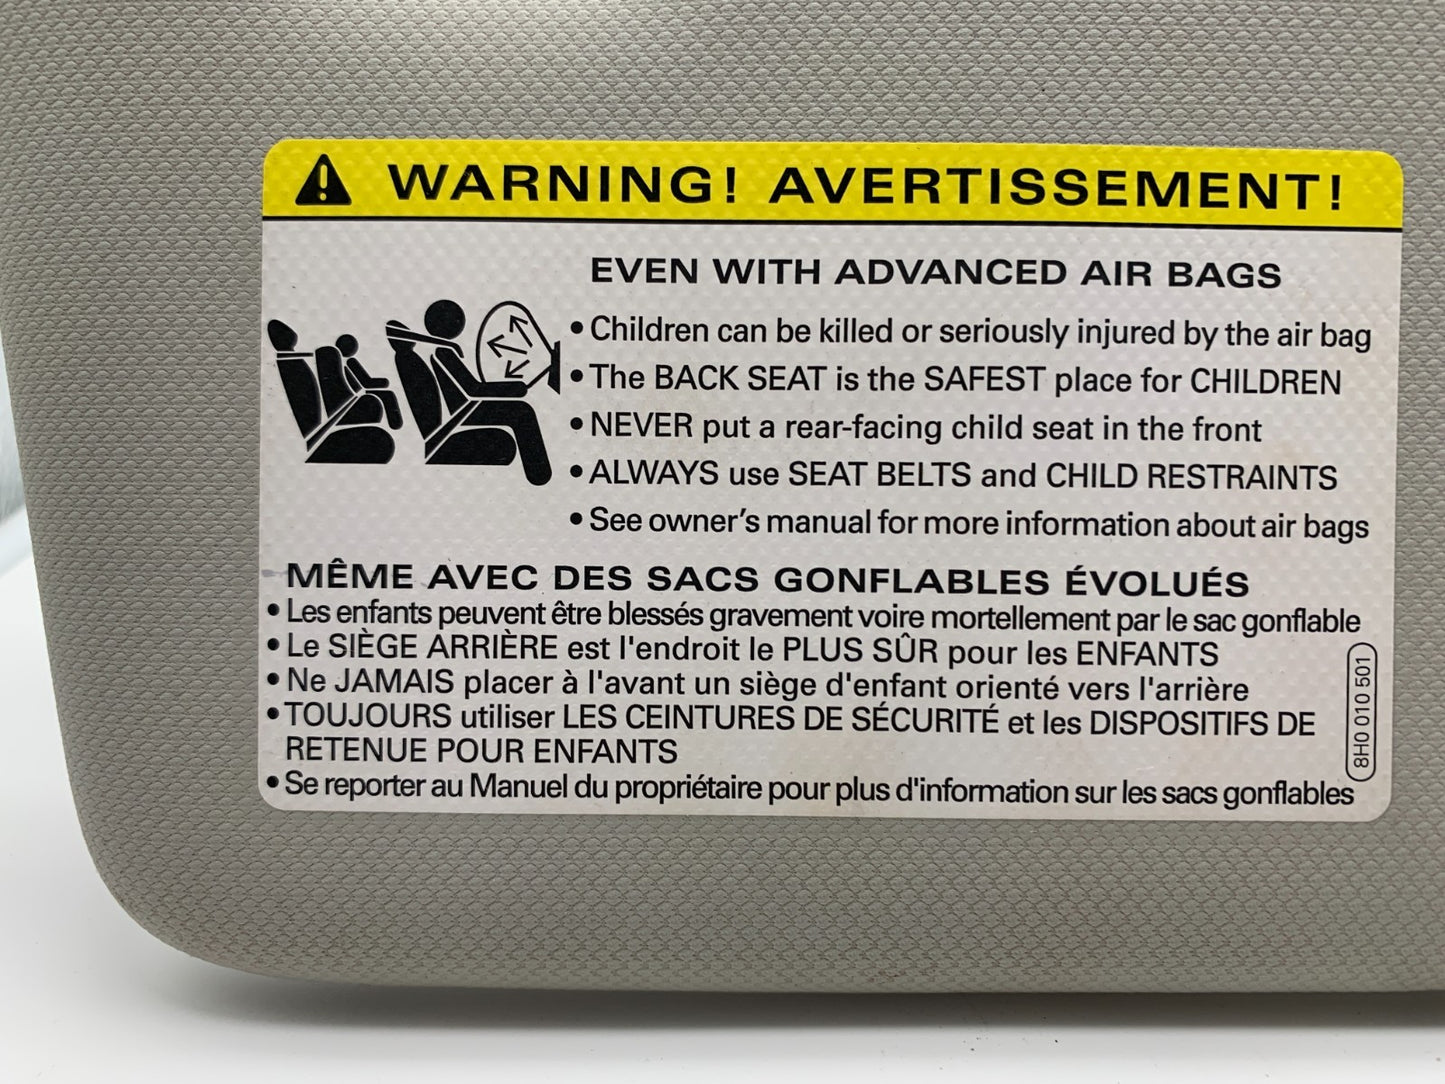 WARNING! AVERTISSEMENT!
EVEN WITH ADVANCED AIR BAGS
•Children can be killed or seriously injured by the air bag
•The BACK SEAT is the SAFEST place for CHILDREN
•NEVER put a rear-facing child seat in the front
•ALWAYS use SEAT BELTS and CHILD RESTRAINTS
•See owner's manual for more information about air bags
MÊME AVEC DES SACS GONFLABLES ÉVOLUÉS
•Les enfants peuvent être blessés gravement voire mortellement par le sac gonflable
•Le SIÈGE ARRIÈRE est l'endroit le PLUS SÛR pour les ENFANTS
•Ne JAMAIS placer à l'avant un siège d'enfant orienté vers l'arrière
•TOUJOURS utiliser LES CEINTURES DE SÉCURITÉ et les DISPOSITIFS DE
RETENUE POUR ENFANTS
•Se reporter au Manuel du propriétaire pour plus d'information sur les sacs gonflables
8H0 010 501